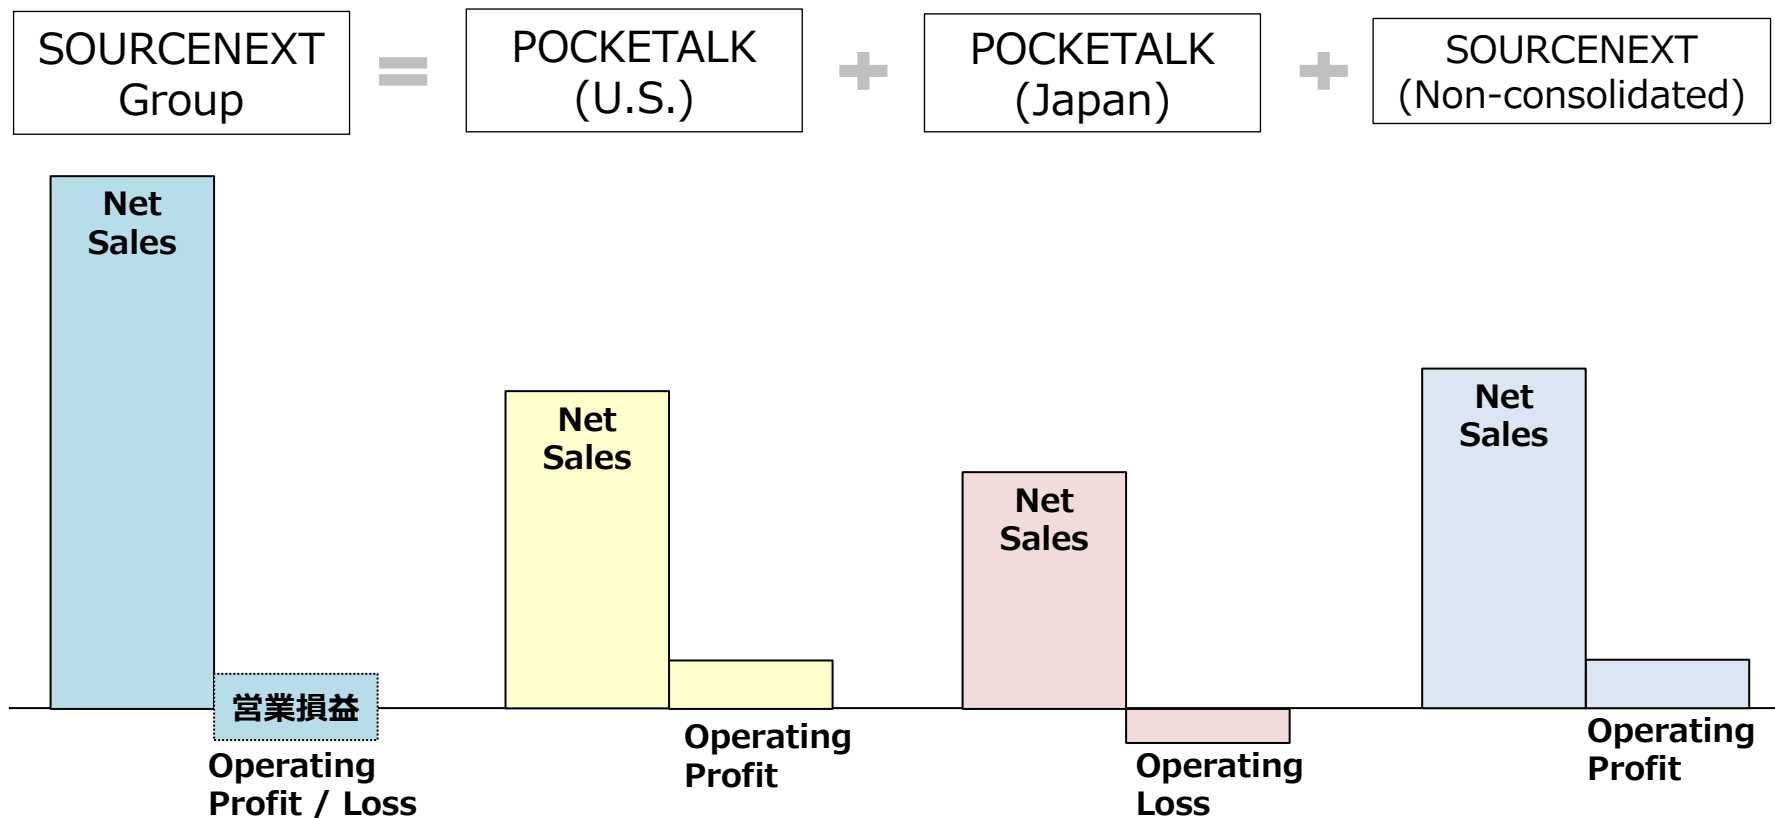 SOURCENEXT
Group
=
POCKETALK
(U.S.)
+
POCKETALK
(Japan)
+
SOURCENEXT
(Non-consolidated)
Net
Sales
営業損益
Operating
Profit / Loss
Net
Sales
Operating
Profit
Net
Sales
Operating
Loss
Net
Sales
Operating
Profit